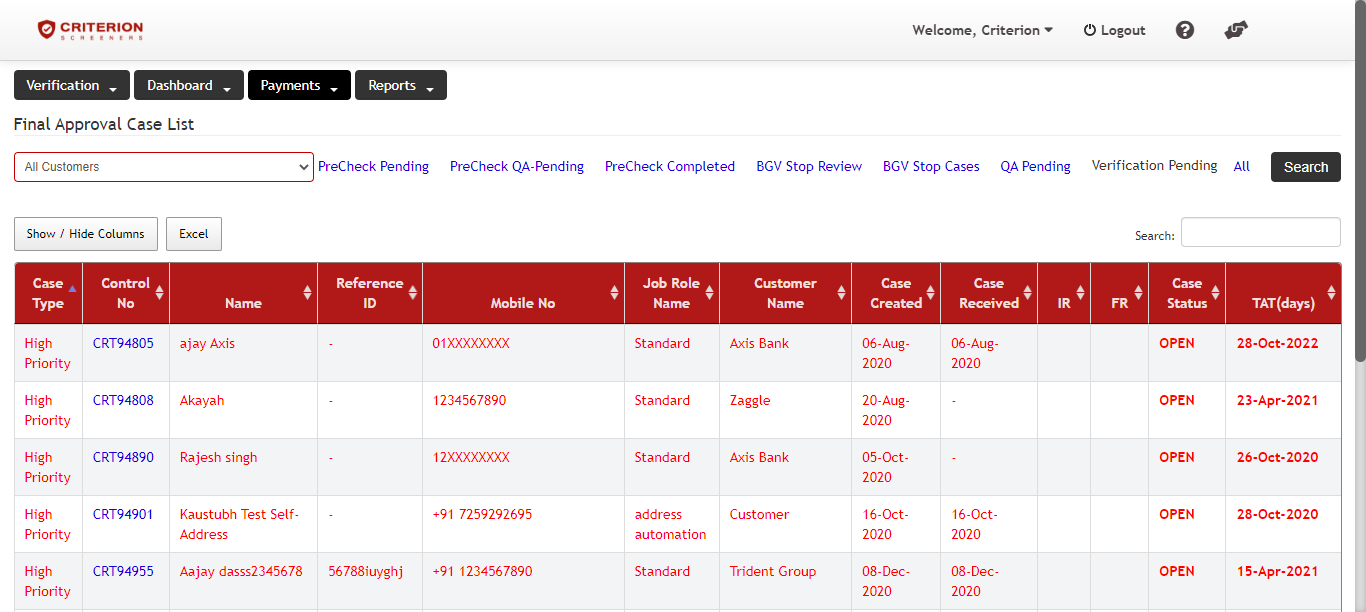 CRITERION
SCREENERS
Welcome, Criterion
Logout
Verification
Dashboard
Payments
Reports
Final Approval Case List
All Customers
PreCheck Pending
PreCheck QA-Pending
PreCheck Completed
BGV Stop Review
BGV Stop Cases
QA Pending
Verification Pending
All
Search
Show / Hide Columns
Excel
Search:
Case Type
Control No
Name
Reference ID
Mobile No
Job Role Name
Customer Name
Case Created
Case Received
IR
FR
Case Status
TAT(days)
High Priority
CRT94805
ajay Axis
-
01XXXXXXXX
Standard
Axis Bank
06-Aug-2020
06-Aug-2020
OPEN
28-Oct-2022
High Priority
CRT94808
Akayah
-
1234567890
Standard
Zaggle
20-Aug-2020
-
OPEN
23-Apr-2021
High Priority
CRT94890
Rajesh singh
-
12XXXXXXXX
Standard
Axis Bank
05-Oct-2020
-
OPEN
26-Oct-2020
High Priority
CRT94901
Kaustubh Test Self-Address
-
+91 7259292695
address automation
Customer
16-Oct-2020
16-Oct-2020
OPEN
28-Oct-2020
High Priority
CRT94955
Aajay dasss2345678
56788iuyghj
+91 1234567890
Standard
Trident Group
08-Dec-2020
08-Dec-2020
OPEN
15-Apr-2021